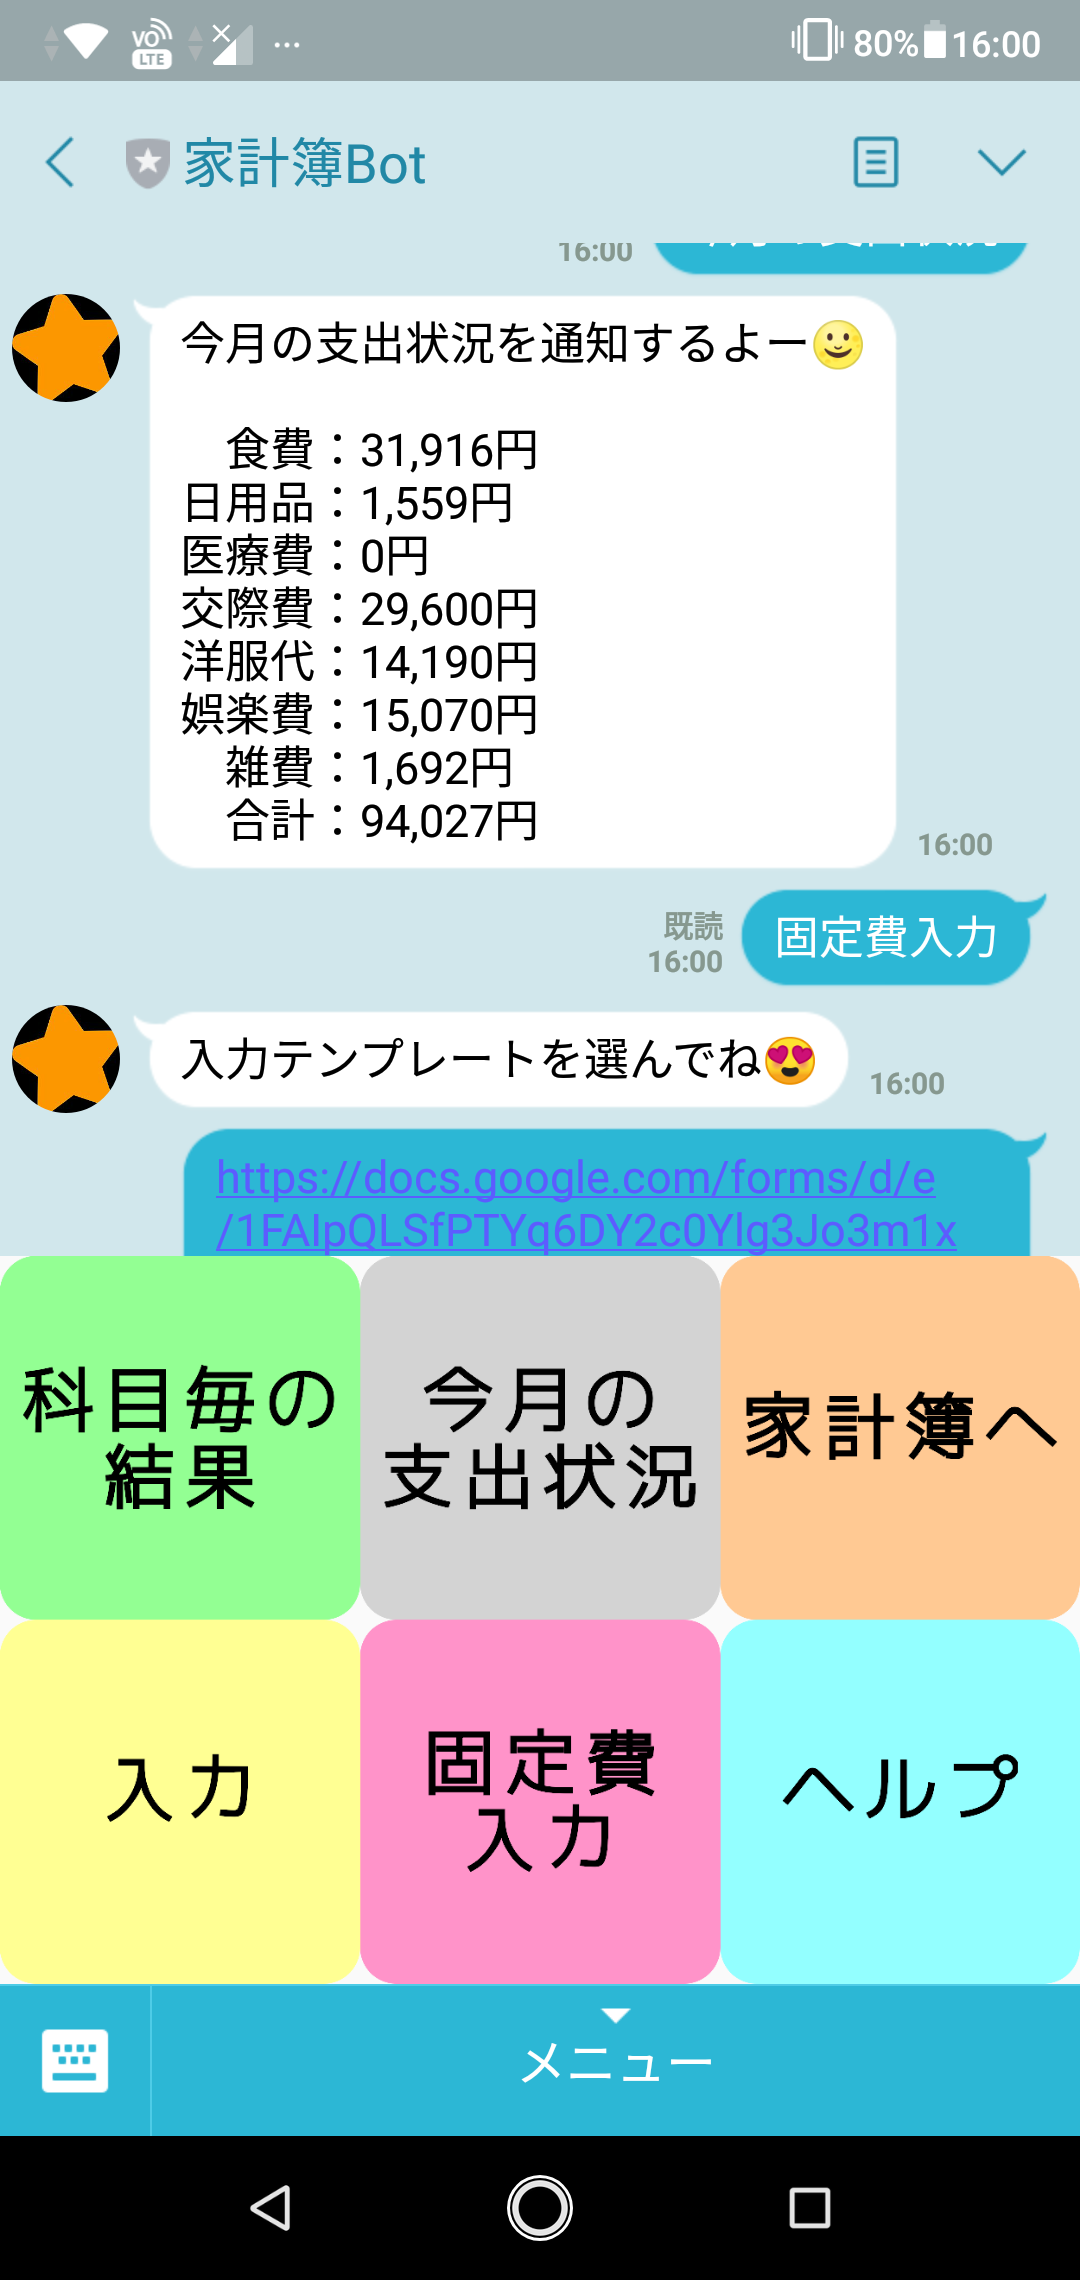 VO LTE 80% 16:00
家計簿Bot
16:00
今月の支出状況を通知するよー
食費：31,916円
日用品：1,559円
医療費：0円
交際費：29,600円
洋服代：14,190円
娯楽費：15,070円
雑費：1,692円
合計：94,027円
16:00
既読
16:00
固定費入力
入力テンプレートを選んでね
16:00
https://docs.google.com/forms/d/e
/1FAIpQLSfPTYq6DY2c0Ylg3Jo3m1x
科目毎の
結果
今月の
支出状況
家計簿へ
入力
固定費
入力
ヘルプ
メニュー